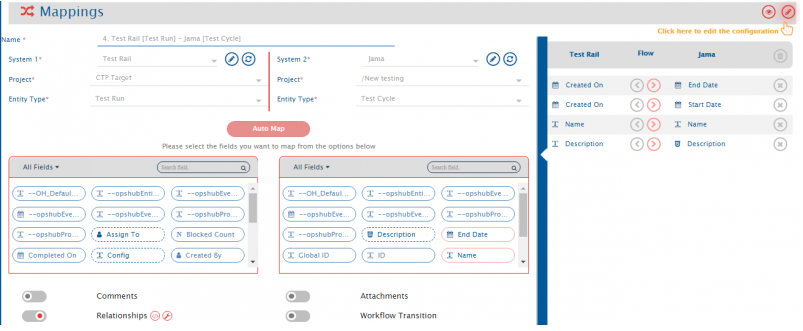 Mappings
Click here to edit the configuration
Name * 4. Test Rail [Test Run] - Jama [Test Cycle]
System 1* Test Rail System 2* Jama
Project* CTP Target Project* /New testing
Entity Type* Test Run Entity Type* Test Cycle
Auto Map
Please select the fields you want to map from the options below
All Fields Search field. All Fields Search field.
--OH_Defaul... --opshubEnti... --opshubEve... --OH_Defaul... --opshubEnti... --opshubEve...
--opshubEve... --opshubEve... --opshubPro... --opshubEve... --opshubEve... --opshubPro...
--opshubPro... Assign To Blocked Count --opshubPro... Description End Date
Completed On Config Created By Global ID ID Name
Comments Attachments
Relationships Workflow Transition
Test Rail Flow Jama
Created On End Date
Created On Start Date
Name Name
Description Description